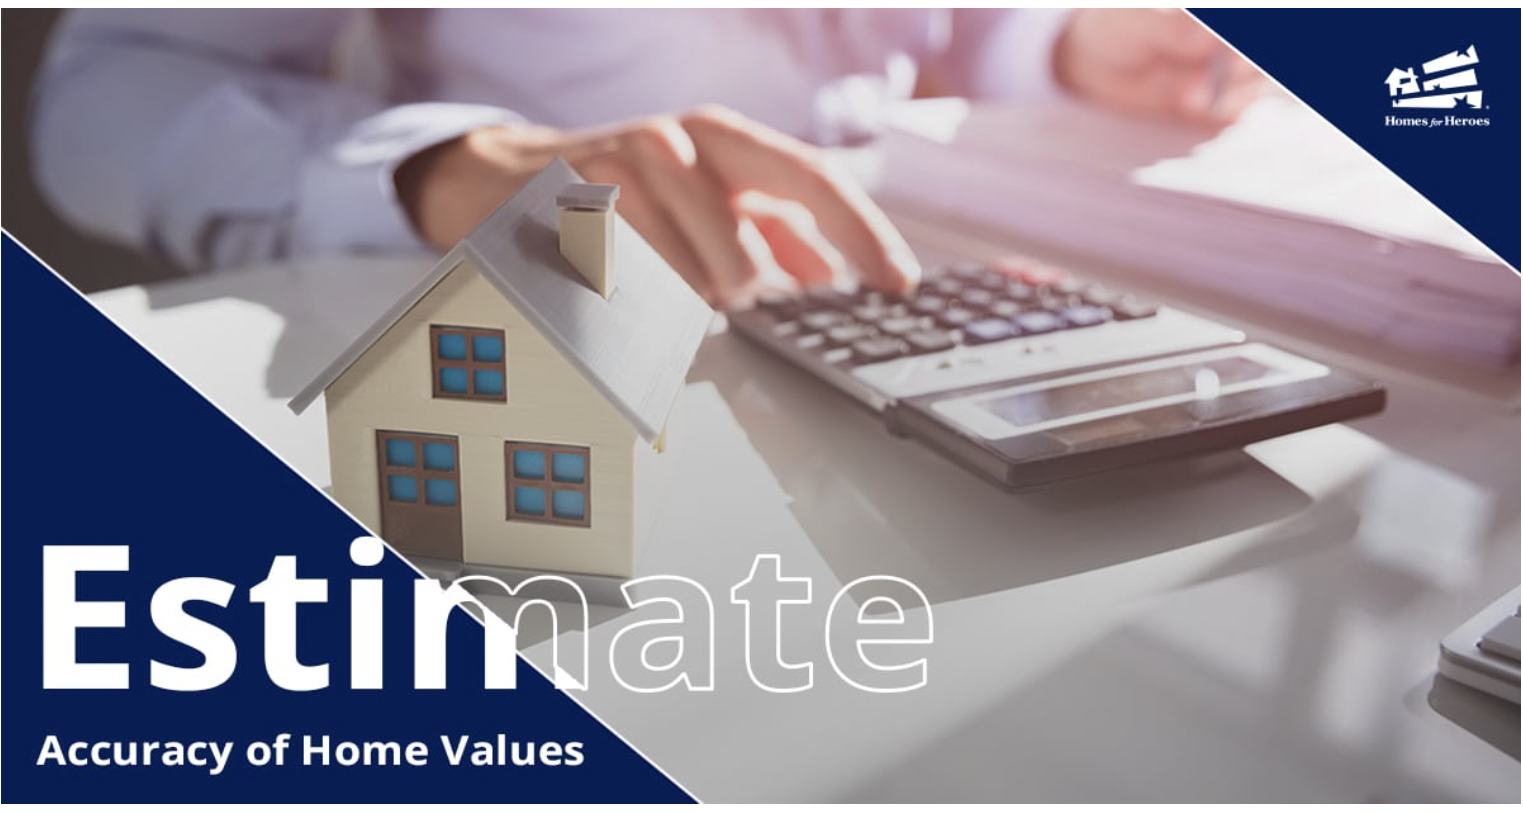 Homes for Heroes
Estimate
Accuracy of Home Values